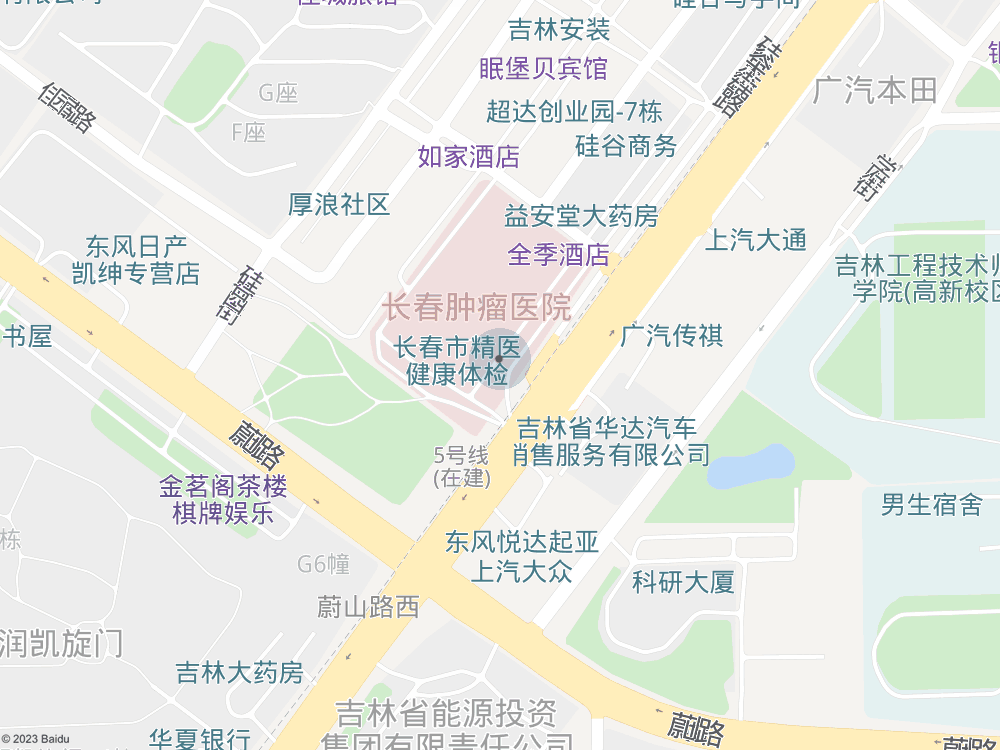 吉林安装
眠堡贝宾馆
G座
广汽本田
超达创业园-7栋
F座
硅谷商务
如家酒店
学府街
厚浪社区
益安堂大药房
东风日产
凯绅专营店
全季酒店
上汽大通
吉林工程技术师
学院(高新校区
长春肿瘤医院
书屋
广汽传祺
长春市精医
健康体检
蔚山路
吉林省华达汽车
销售服务有限公司
5号线
(在建)
金茗阁茶楼
棋牌娱乐
男生宿舍
栋
东风悦达起亚
上汽大众
G6幢
科研大厦
蔚山路西
润凯旋门
吉林大药房
吉林省能源投资
集团有限责任公司
蔚山路
蔚山路
华夏银行
© 2023 Baidu